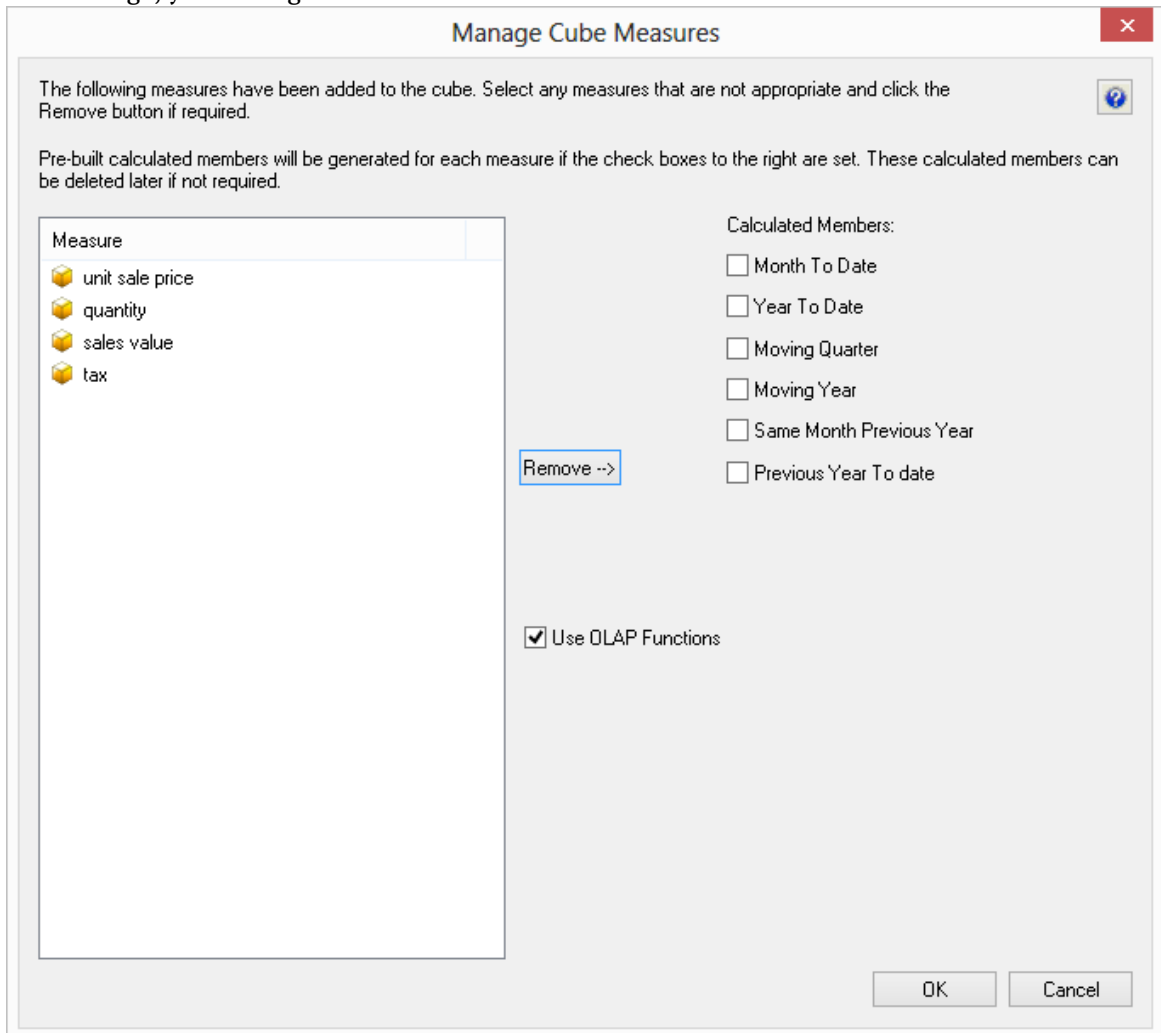 Manage Cube Measures
The following measures have been added to the cube. Select any measures that are not appropriate and click the
Remove button if required.
Pre-built calculated members will be generated for each measure if the check boxes to the right are set. These calculated members can
be deleted later if not required.
Measure
unit sale price
quantity
sales value
tax
Calculated Members:
Month To Date
Year To Date
Moving Quarter
Moving Year
Same Month Previous Year
Previous Year To date
Remove -->
Use OLAP Functions
OK
Cancel